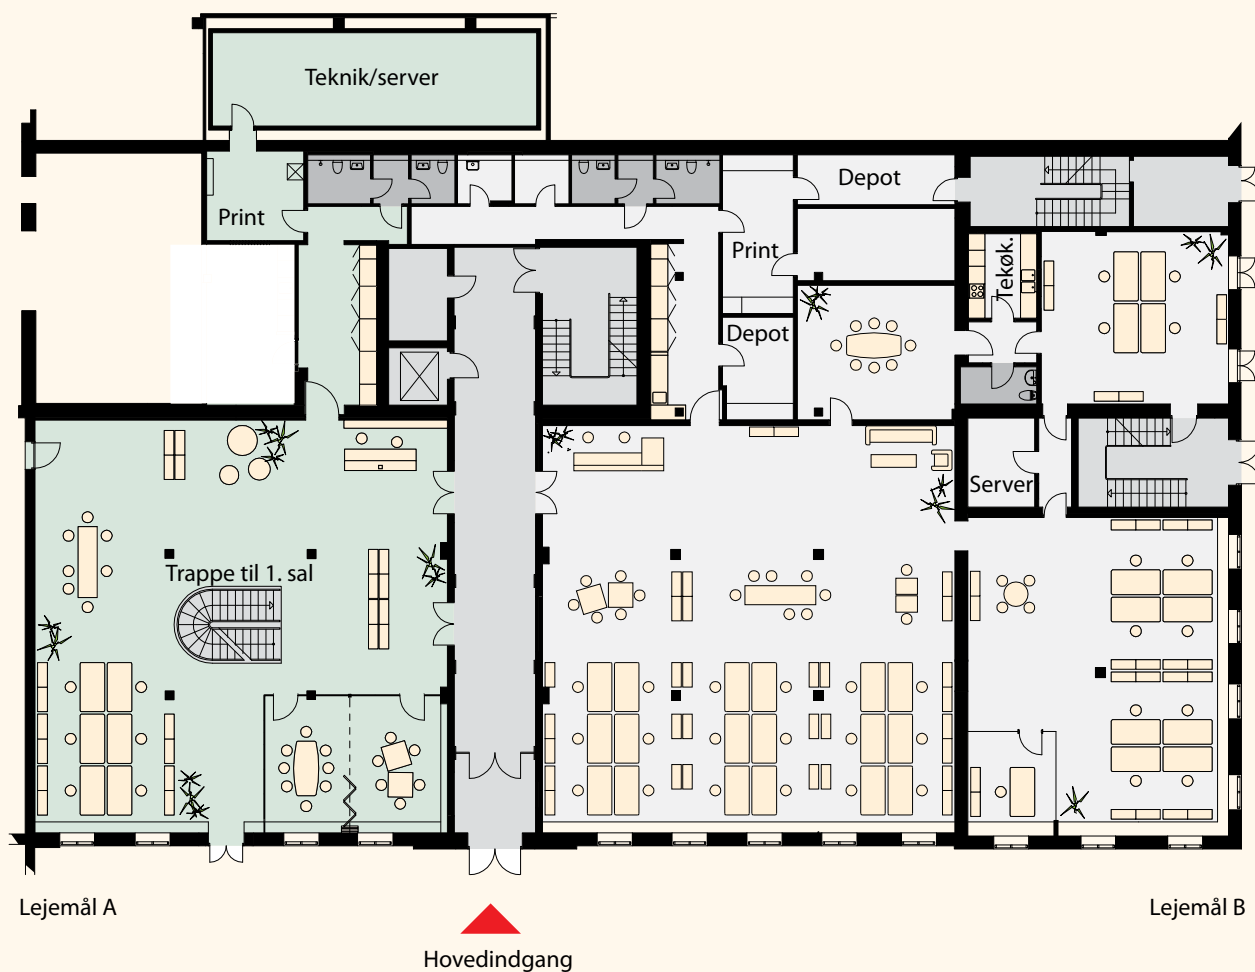 Teknik/server
Depot
Print
Print
Tekøk.
Depot
Server
Trappe til 1. sal
Lejemål A
Lejemål B
Hovedindgang